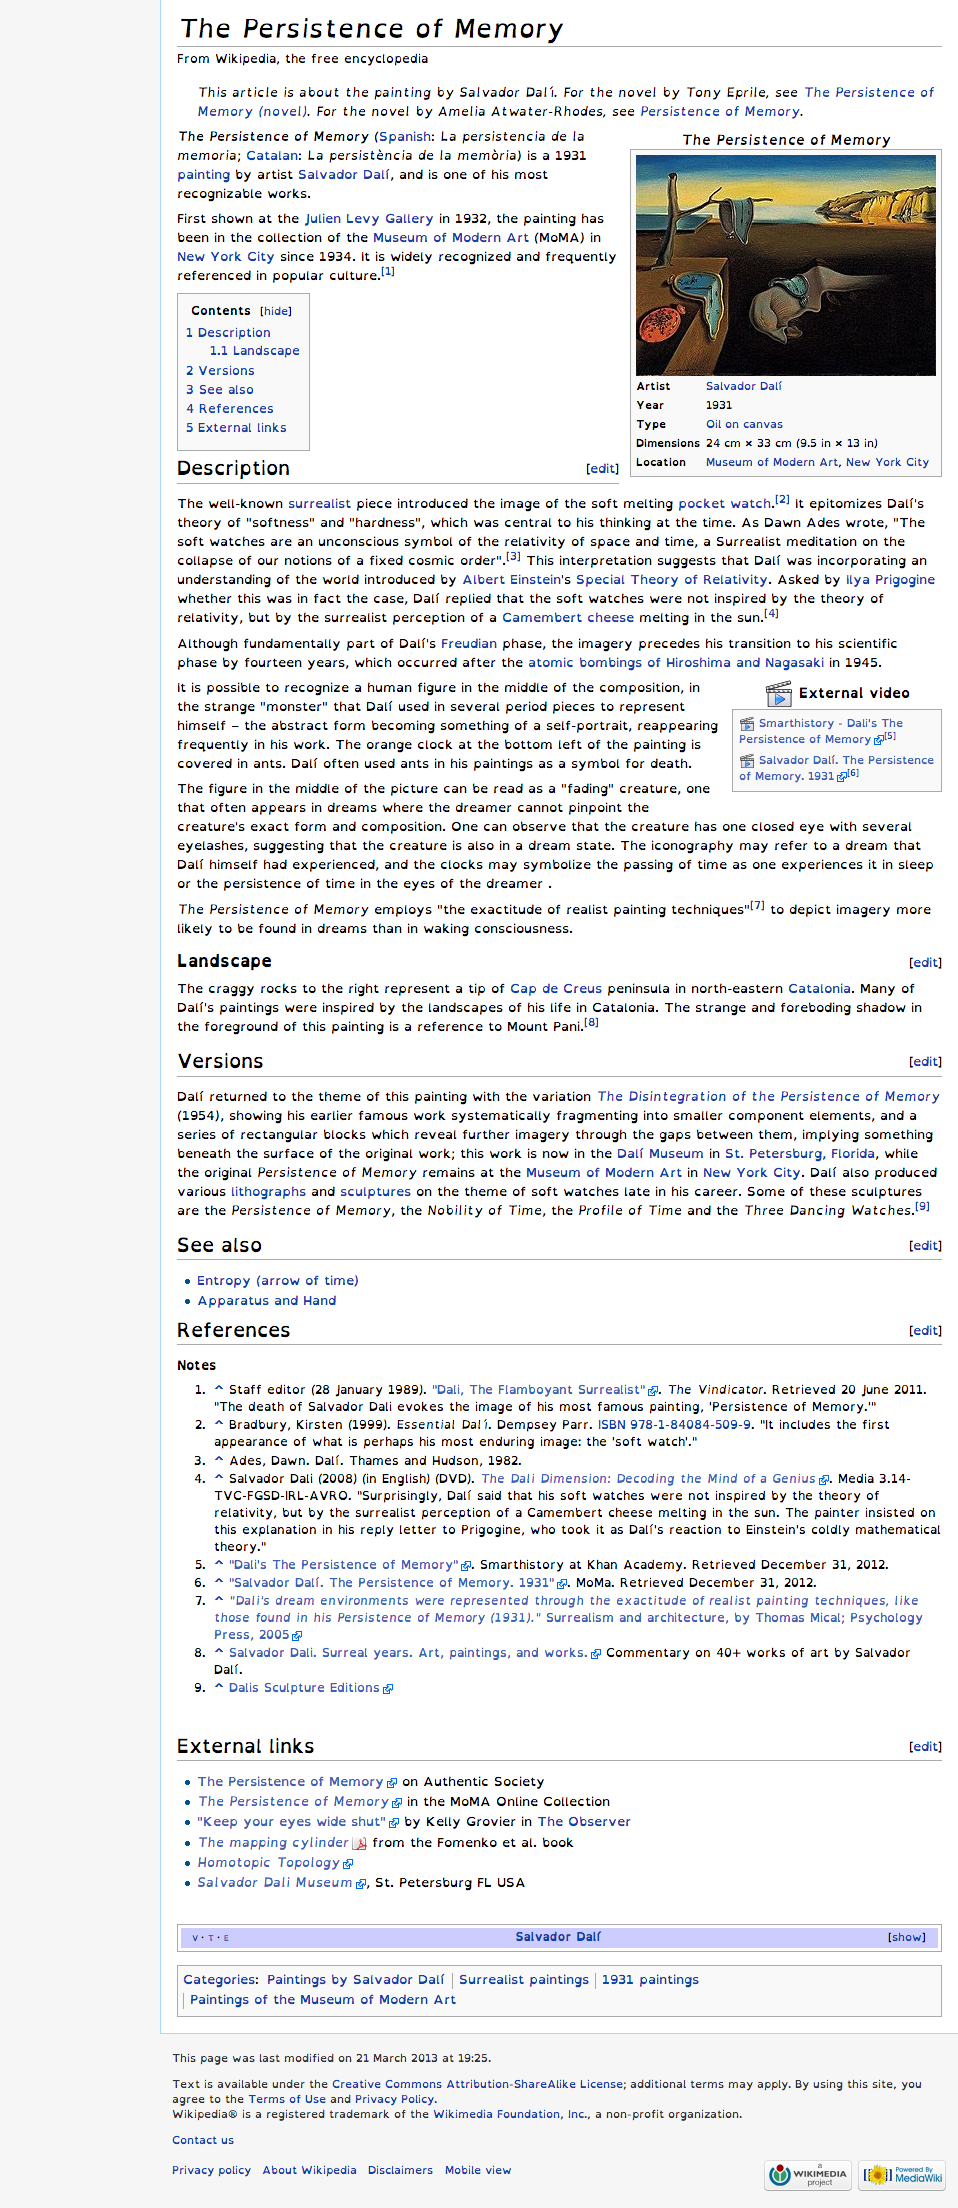 The Persistence of Memory
From Wikipedia, the free encyclopedia
This article is about the painting by Salvador Dalí. For the novel by Tony Eprile, see The Persistence of
Memory (novel). For the novel by Amelia Atwater-Rhodes, see Persistence of Memory.
The Persistence of Memory (Spanish: La persistencia de la
memoria; Catalan: La persistència de la memòria) is a 1931
painting by artist Salvador Dalí, and is one of his most
recognizable works.
First shown at the Julien Levy Gallery in 1932, the painting has
been in the collection of the Museum of Modern Art (MoMA) in
New York City since 1934. It is widely recognized and frequently
referenced in popular culture.[1]
The Persistence of Memory
Artist Salvador Dalí
Year 1931
Type Oil on canvas
Dimensions 24 cm × 33 cm (9.5 in × 13 in)
Location Museum of Modern Art, New York City
Contents [hide]
1 Description
1.1 Landscape
2 Versions
3 See also
4 References
5 External links
Description [edit]
The well-known surrealist piece introduced the image of the soft melting pocket watch.[2] It epitomizes Dalí's
theory of "softness" and "hardness", which was central to his thinking at the time. As Dawn Ades wrote, "The
soft watches are an unconscious symbol of the relativity of space and time, a Surrealist meditation on the
collapse of our notions of a fixed cosmic order".[3] This interpretation suggests that Dalí was incorporating an
understanding of the world introduced by Albert Einstein's Special Theory of Relativity. Asked by Ilya Prigogine
whether this was in fact the case, Dalí replied that the soft watches were not inspired by the theory of
relativity, but by the surrealist perception of a Camembert cheese melting in the sun.[4]
Although fundamentally part of Dalí's Freudian phase, the imagery precedes his transition to his scientific
phase by fourteen years, which occurred after the atomic bombings of Hiroshima and Nagasaki in 1945.
It is possible to recognize a human figure in the middle of the composition, in
the strange "monster" that Dalí used in several period pieces to represent
himself – the abstract form becoming something of a self-portrait, reappearing
frequently in his work. The orange clock at the bottom left of the painting is
covered in ants. Dalí often used ants in his paintings as a symbol for death.
External video
Smarthistory - Dali's The
Persistence of Memory[5]
Salvador Dalí. The Persistence
of Memory. 1931[6]
The figure in the middle of the picture can be read as a "fading" creature, one
that often appears in dreams where the dreamer cannot pinpoint the
creature's exact form and composition. One can observe that the creature has one closed eye with several
eyelashes, suggesting that the creature is also in a dream state. The iconography may refer to a dream that
Dalí himself had experienced, and the clocks may symbolize the passing of time as one experiences it in sleep
or the persistence of time in the eyes of the dreamer .
The Persistence of Memory employs "the exactitude of realist painting techniques"[7] to depict imagery more
likely to be found in dreams than in waking consciousness.
Landscape [edit]
The craggy rocks to the right represent a tip of Cap de Creus peninsula in north-eastern Catalonia. Many of
Dalí's paintings were inspired by the landscapes of his life in Catalonia. The strange and foreboding shadow in
the foreground of this painting is a reference to Mount Pani.[8]
Versions [edit]
Dalí returned to the theme of this painting with the variation The Disintegration of the Persistence of Memory
(1954), showing his earlier famous work systematically fragmenting into smaller component elements, and a
series of rectangular blocks which reveal further imagery through the gaps between them, implying something
beneath the surface of the original work; this work is now in the Dalí Museum in St. Petersburg, Florida, while
the original Persistence of Memory remains at the Museum of Modern Art in New York City. Dalí also produced
various lithographs and sculptures on the theme of soft watches late in his career. Some of these sculptures
are the Persistence of Memory, the Nobility of Time, the Profile of Time and the Three Dancing Watches.[9]
See also [edit]
Entropy (arrow of time)
Apparatus and Hand
References [edit]
Notes
1. ^ Staff editor (28 January 1989). "Dali, The Flamboyant Surrealist". The Vindicator. Retrieved 20 June 2011.
"The death of Salvador Dali evokes the image of his most famous painting, 'Persistence of Memory.'"
2. ^ Bradbury, Kirsten (1999). Essential Dalí. Dempsey Parr. ISBN 978-1-84084-509-9. "It includes the first
appearance of what is perhaps his most enduring image: the 'soft watch'."
3. ^ Ades, Dawn. Dalí. Thames and Hudson, 1982.
4. ^ Salvador Dali (2008) (in English) (DVD). The Dali Dimension: Decoding the Mind of a Genius. Media 3.14-
TVC-FGSD-IRL-AVRO. "Surprisingly, Dalí said that his soft watches were not inspired by the theory of
relativity, but by the surrealist perception of a Camembert cheese melting in the sun. The painter insisted on
this explanation in his reply letter to Prigogine, who took it as Dalí's reaction to Einstein's coldly mathematical
theory."
5. ^ "Dali's The Persistence of Memory". Smarthistory at Khan Academy. Retrieved December 31, 2012.
6. ^ "Salvador Dalí. The Persistence of Memory. 1931". MoMa. Retrieved December 31, 2012.
7. ^ "Dali's dream environments were represented through the exactitude of realist painting techniques, like
those found in his Persistence of Memory (1931)." Surrealism and architecture, by Thomas Mical; Psychology
Press, 2005
8. ^ Salvador Dali. Surreal years. Art, paintings, and works. Commentary on 40+ works of art by Salvador
Dalí.
9. ^ Dalis Sculpture Editions
External links [edit]
The Persistence of Memory on Authentic Society
The Persistence of Memory in the MoMA Online Collection
"Keep your eyes wide shut" by Kelly Grovier in The Observer
The mapping cylinder from the Fomenko et al. book
Homotopic Topology
Salvador Dali Museum, St. Petersburg FL USA
V · T · E Salvador Dalí [show]
Categories: Paintings by Salvador Dalí | Surrealist paintings | 1931 paintings
| Paintings of the Museum of Modern Art
This page was last modified on 21 March 2013 at 19:25.
Text is available under the Creative Commons Attribution-ShareAlike License; additional terms may apply. By using this site, you
agree to the Terms of Use and Privacy Policy.
Wikipedia® is a registered trademark of the Wikimedia Foundation, Inc., a non-profit organization.
Contact us
Privacy policy About Wikipedia Disclaimers Mobile view
a WIKIMEDIA project
Powered By MediaWiki